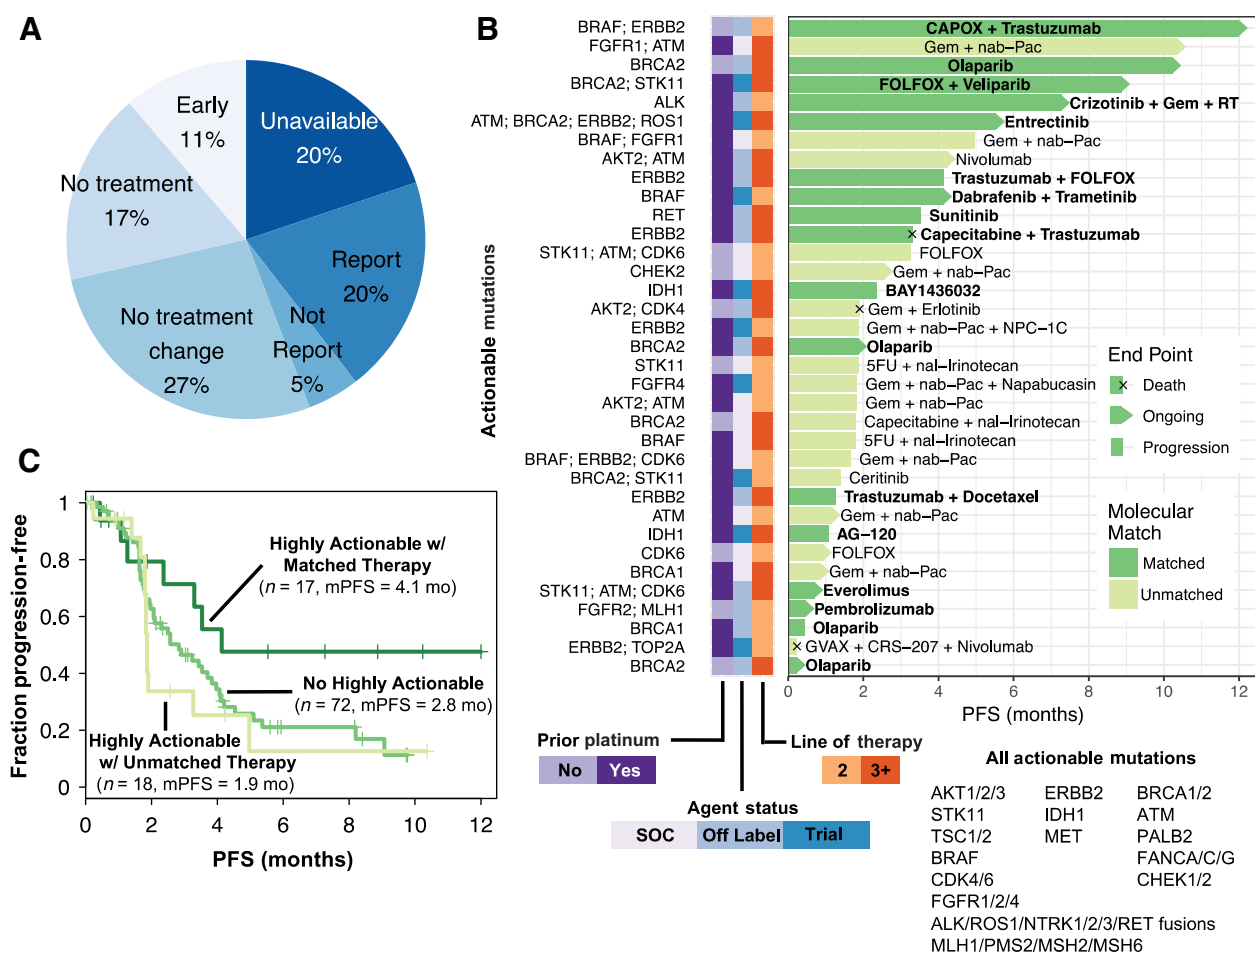 A
Early
11%
Unavailable
20%
No treatment
17%
Report
20%
No treatment
change
27%
Not
Report
5%
B
Actionable mutations
BRAF; ERBB2
CAPOX + Trastuzumab
FGFR1; ATM
Gem + nab–Pac
BRCA2
Olaparib
BRCA2; STK11
FOLFOX + Veliparib
ALK
Crizotinib + Gem + RT
ATM; BRCA2; ERBB2; ROS1
Entrectinib
BRAF; FGFR1
Gem + nab–Pac
AKT2; ATM
Nivolumab
ERBB2
Trastuzumab + FOLFOX
BRAF
Dabrafenib + Trametinib
RET
Sunitinib
ERBB2
Capecitabine + Trastuzumab
STK11; ATM; CDK6
FOLFOX
CHEK2
Gem + nab–Pac
IDH1
BAY1436032
AKT2; CDK4
Gem + Erlotinib
ERBB2
Gem + nab–Pac + NPC–1C
BRCA2
Olaparib
STK11
5FU + nal–Irinotecan
FGFR4
Gem + nab–Pac + Napabucasin
AKT2; ATM
Gem + nab–Pac
BRCA2
Capecitabine + nal–Irinotecan
BRAF
5FU + nal–Irinotecan
BRAF; ERBB2; CDK6
Gem + nab–Pac
BRCA2; STK11
Ceritinib
ERBB2
Trastuzumab + Docetaxel
ATM
Gem + nab–Pac
IDH1
AG–120
CDK6
FOLFOX
BRCA1
Gem + nab–Pac
STK11; ATM; CDK6
Everolimus
FGFR2; MLH1
Pembrolizumab
BRCA1
Olaparib
ERBB2; TOP2A
GVAX + CRS–207 + Nivolumab
BRCA2
Olaparib
0 2 4 6 8 10 12
PFS (months)
End Point
Death
Ongoing
Progression
Molecular
Match
Matched
Unmatched
Prior platinum
No Yes
Agent status
SOC Off Label Trial
Line of therapy
2 3+
All actionable mutations
AKT1/2/3 ERBB2 BRCA1/2
STK11 IDH1 ATM
TSC1/2 MET PALB2
BRAF FANCA/C/G
CDK4/6 CHEK1/2
FGFR1/2/4
ALK/ROS1/NTRK1/2/3/RET fusions
MLH1/PMS2/MSH2/MSH6
C
Fraction progression-free
1
0.8
0.6
0.4
0.2
0
Highly Actionable w/
Matched Therapy
(n = 17, mPFS = 4.1 mo)
No Highly Actionable
(n = 72, mPFS = 2.8 mo)
Highly Actionable
w/ Unmatched Therapy
(n = 18, mPFS = 1.9 mo)
0 2 4 6 8 10 12
PFS (months)